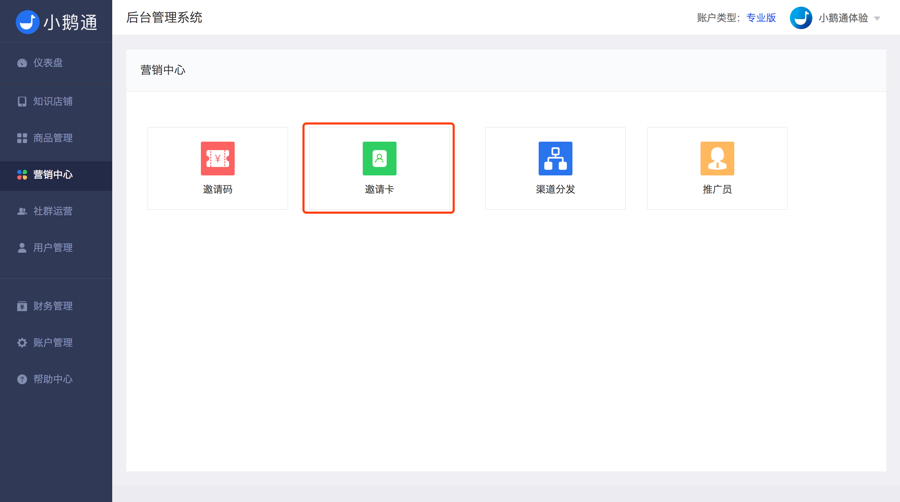 小鹅通
后台管理系统
账户类型： 专业版
小鹅通体验
仪表盘
知识店铺
商品管理
营销中心
社群运营
用户管理
财务管理
账户管理
帮助中心
营销中心
¥
邀请码
邀请卡
渠道分发
推广员